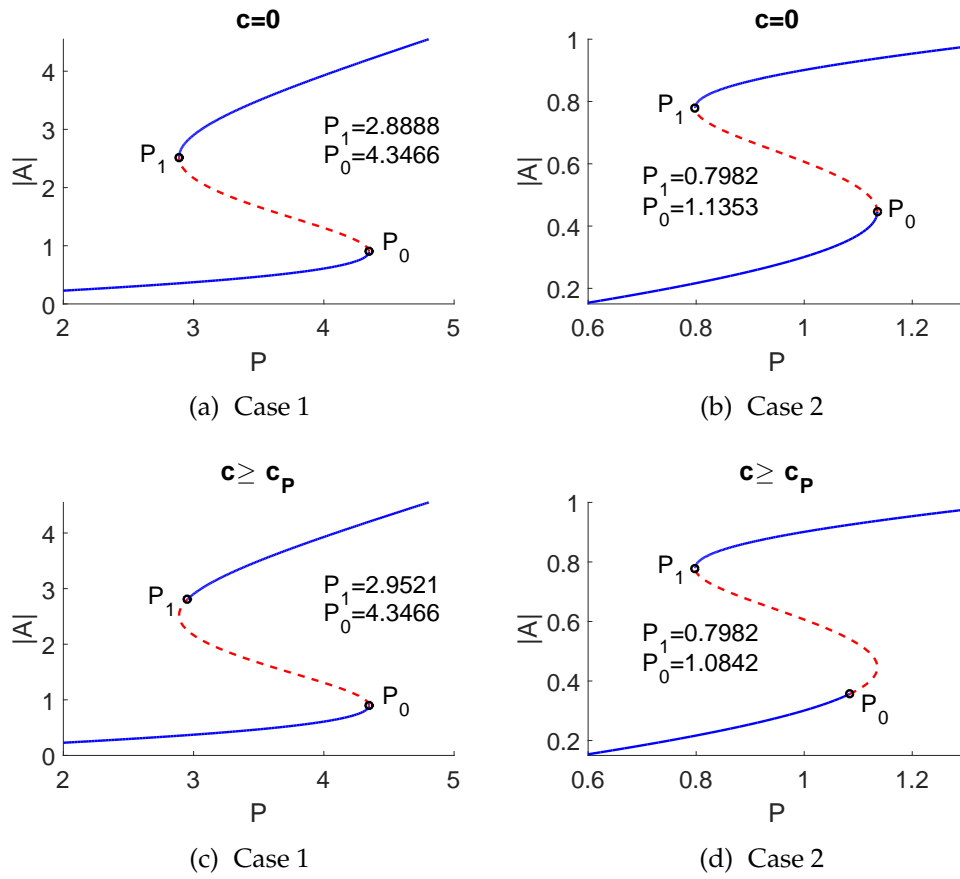 c=0
4
3
2
1
0
|A|
P1
P1=2.8888
P0=4.3466
P0
2
3
4
5
P
(a) Case 1
c=0
1
0.8
0.6
0.4
0.2
|A|
P1
P1=0.7982
P0=1.1353
P0
0.6
0.8
1
1.2
P
(b) Case 2
c≥ cP
4
3
2
1
0
|A|
P1
P1=2.9521
P0=4.3466
P0
2
3
4
5
P
(c) Case 1
c≥ cP
1
0.8
0.6
0.4
0.2
|A|
P1
P1=0.7982
P0=1.0842
P0
0.6
0.8
1
1.2
P
(d) Case 2